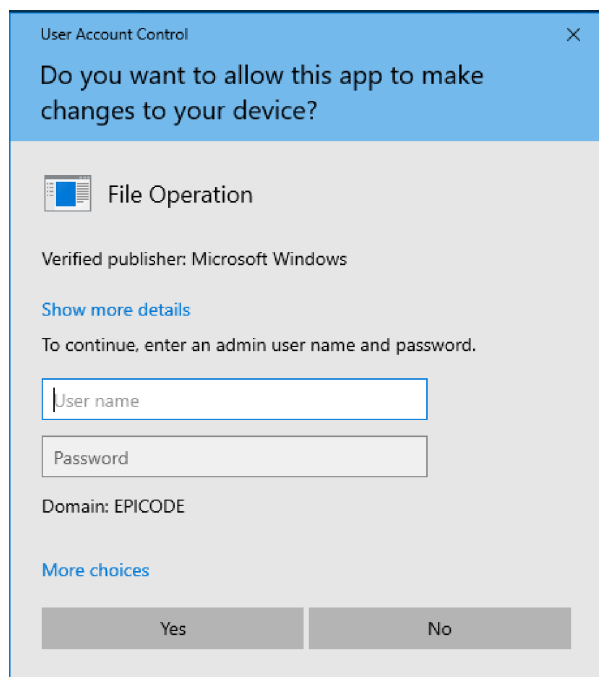 User Account Control
Do you want to allow this app to make
changes to your device?
File Operation
Verified publisher: Microsoft Windows
Show more details
To continue, enter an admin user name and password.
User name
Password
Domain: EPICODE
More choices
Yes
No